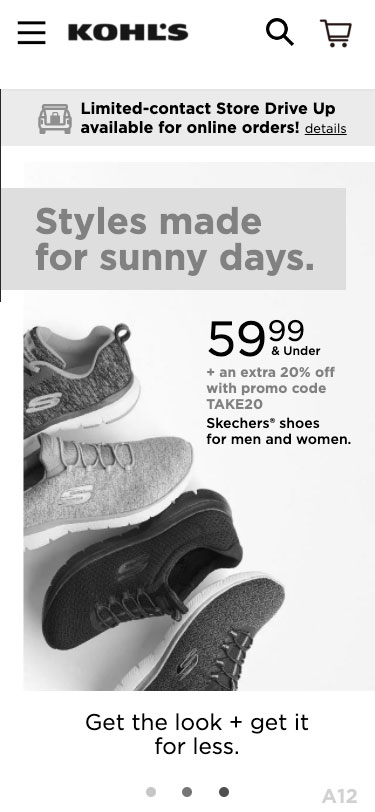 KOHL'S
Limited-contact Store Drive Up
available for online orders! details
Styles made
for sunny days.
59 99
& Under
+ an extra 20% off
with promo code
TAKE20
Skechers® shoes
for men and women.
Get the look + get it
for less.
A12